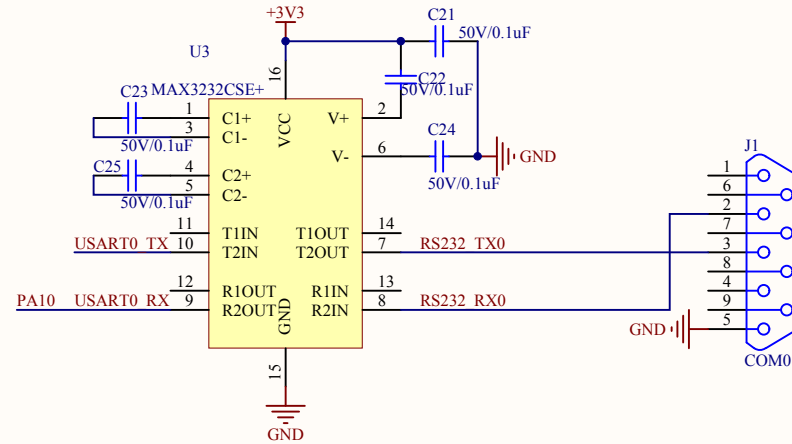 +3V3
C21
50V/0.1uF
U3
C22
50V/0.1uF
16
C23
MAX3232CSE+
1
C1+
VCC
V+
2
3
C1-
50V/0.1uF
C24
V-
6
GND
50V/0.1uF
C25
4
C2+
5
C2-
50V/0.1uF
J1
1
6
2
7
3
8
4
9
5
11
T1IN
T1OUT
14
USART0_TX
10
T2IN
T2OUT
7
RS232_TX0
12
R1OUT
R1IN
13
PA10
USART0_RX
9
R2OUT
R2IN
8
RS232_RX0
GND
GND
COM0
15
GND